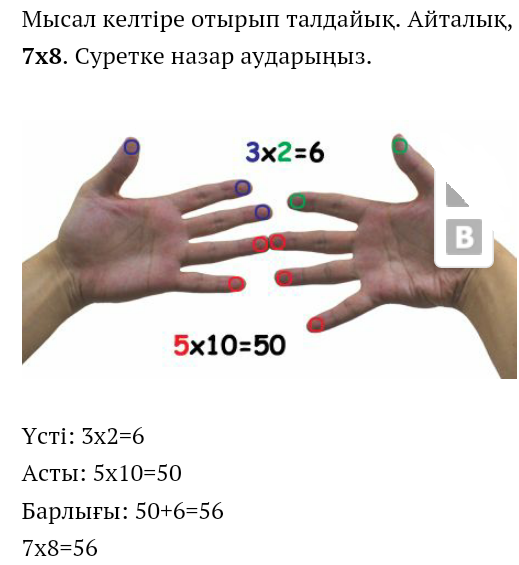 Мысал келтіре отырып талдайық. Айталық,
7х8. Суретке назар аударыңыз.
3x2=6
B
5x10=50
Үсті: 3х2=6
Асты: 5х10=50
Барлығы: 50+6=56
7х8=56